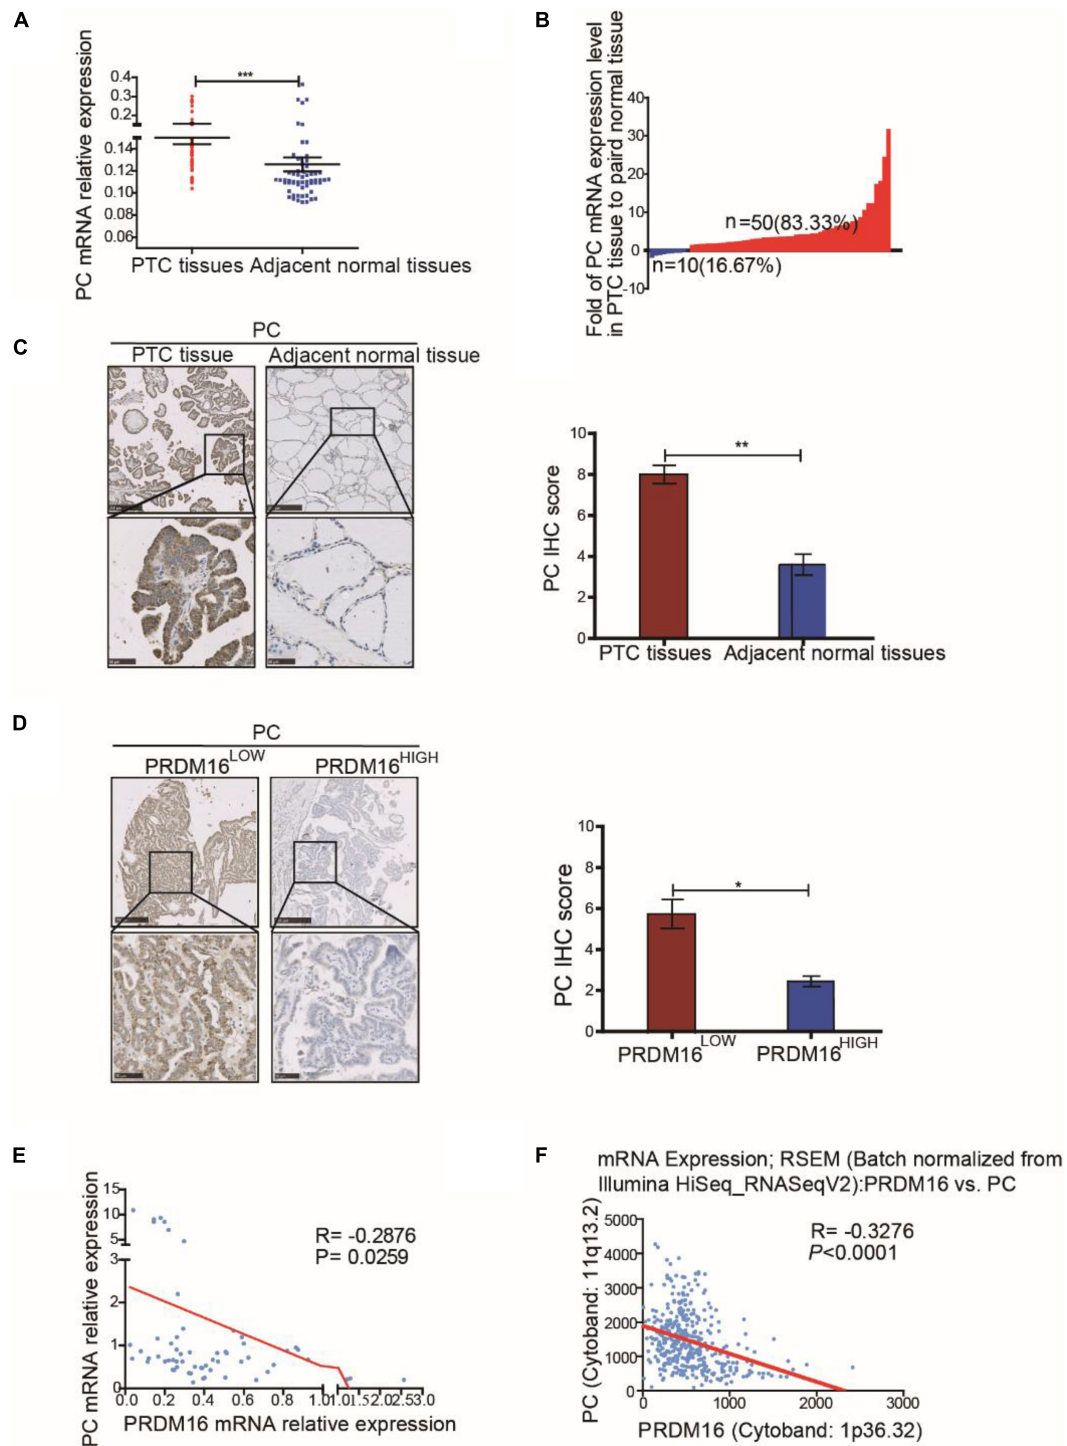 A
PC mRNA relative expression
0.4
0.3
0.2
0.14
0.12
0.10
0.08
0.06
***
PTC tissues
Adjacent normal tissues
B
Fold of PC mRNA expression level
in PTC tissue to paird normal tissue
40
30
20
10
0
-10
n=50(83.33%)
n=10(16.67%)
C
PC
PTC tissue
Adjacent normal tissue
PC IHC score
10
8
6
4
2
0
**
PTC tissues
Adjacent normal tissues
D
PC
PRDM16LOW
PRDM16HIGH
PC IHC score
10
8
6
4
2
0
*
PRDM16LOW
PRDM16HIGH
E
PC mRNA relative expression
15
10
5
3
2
1
0
R= -0.2876
P= 0.0259
0.0 0.2 0.4 0.6 0.8 1.01.01.52.02.53.0
PRDM16 mRNA relative expression
F
mRNA Expression; RSEM (Batch normalized from
Illumina HiSeq_RNASeqV2):PRDM16 vs. PC
PC (Cytoband: 11q13.2)
5000
4000
3000
2000
1000
0
R= -0.3276
P<0.0001
0 1000 2000 3000
PRDM16 (Cytoband: 1p36.32)